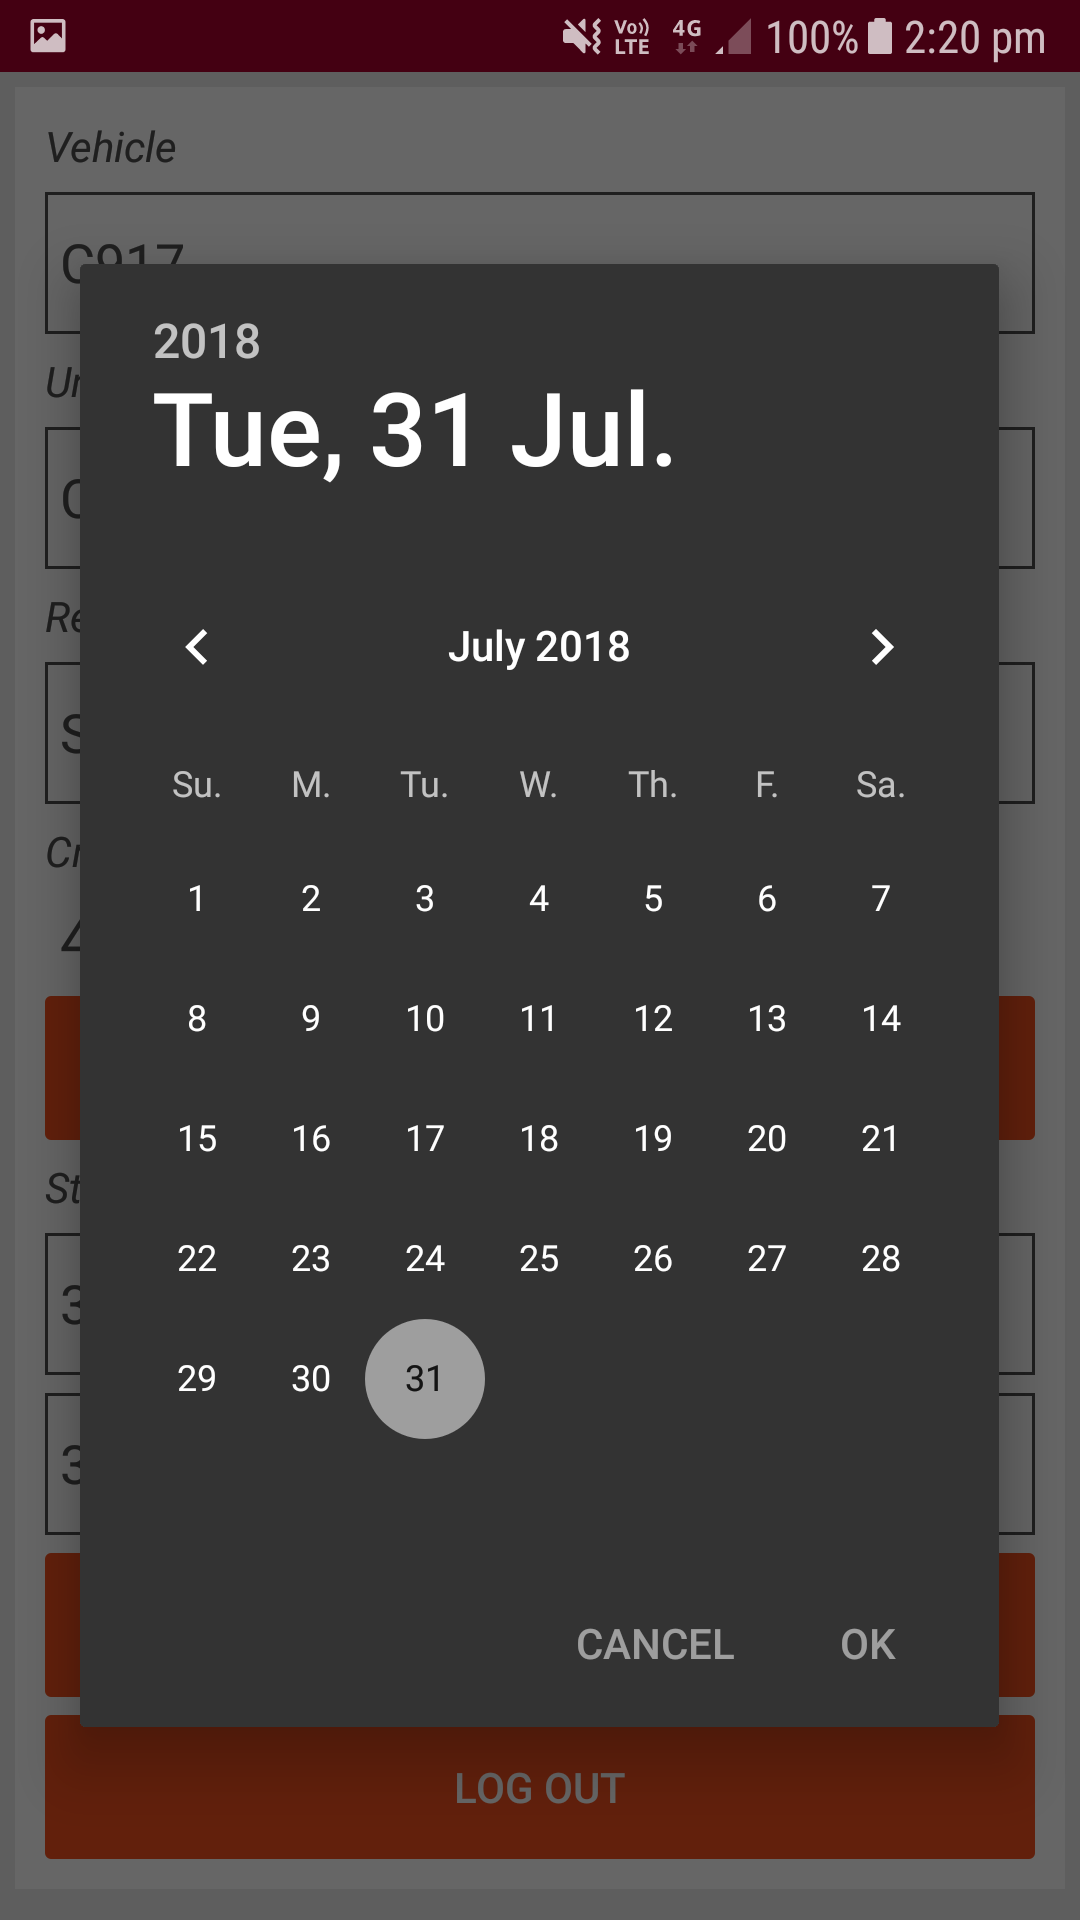 Vo)) LTE 4G 100% 2:20 pm
Vehicle
C917
2018
Tue, 31 Jul.
July 2018
Su. M. Tu. W. Th. F. Sa.
1 2 3 4 5 6 7
8 9 10 11 12 13 14
15 16 17 18 19 20 21
22 23 24 25 26 27 28
29 30 31
CANCEL OK
LOG OUT